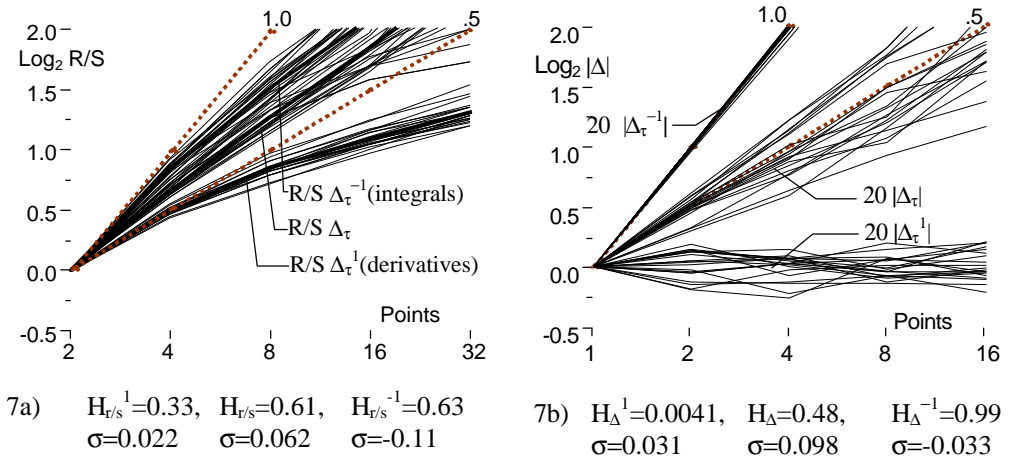 1.0 .5
2.0
Log₂ R/S
1.5
1.0
0.5
0.0
-0.5
R/S Δτ⁻¹(integrals)
R/S Δτ
R/S Δτ¹(derivatives)
Points
2 4 8 16 32
7a) Hr/s¹=0.33, Hr/s=0.61, Hr/s⁻¹=0.63
σ=0.022 σ=0.062 σ=-0.11
1.0 .5
2.0
Log₂ |Δ|
1.5
1.0
0.5
0.0
-0.5
20 |Δτ⁻¹|
20 |Δτ|
20 |Δτ¹|
Points
1 2 4 8 16
7b) HΔ¹=0.0041, HΔ=0.48, HΔ⁻¹=0.99
σ=0.031 σ=0.098 σ=-0.033